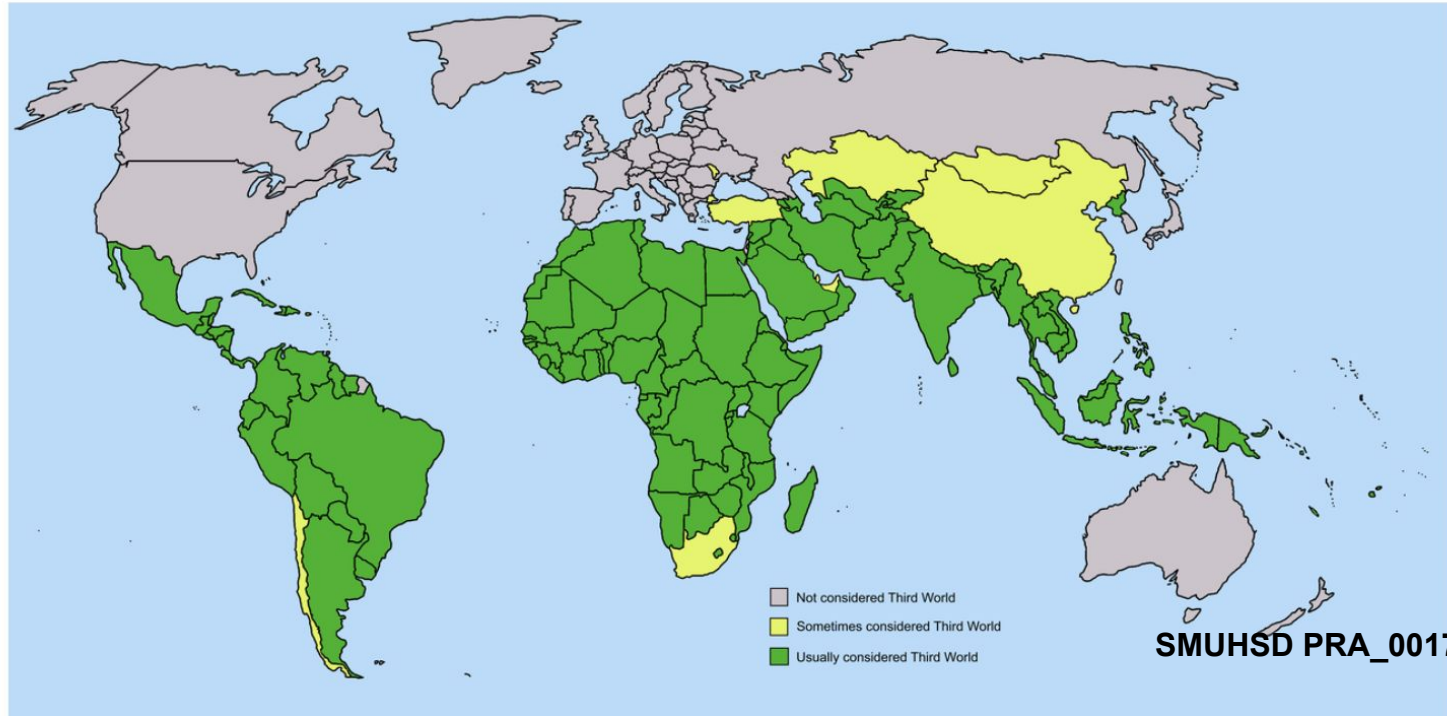 Not considered Third World
Sometimes considered Third World
Usually considered Third World
SMUHSD PRA_0017